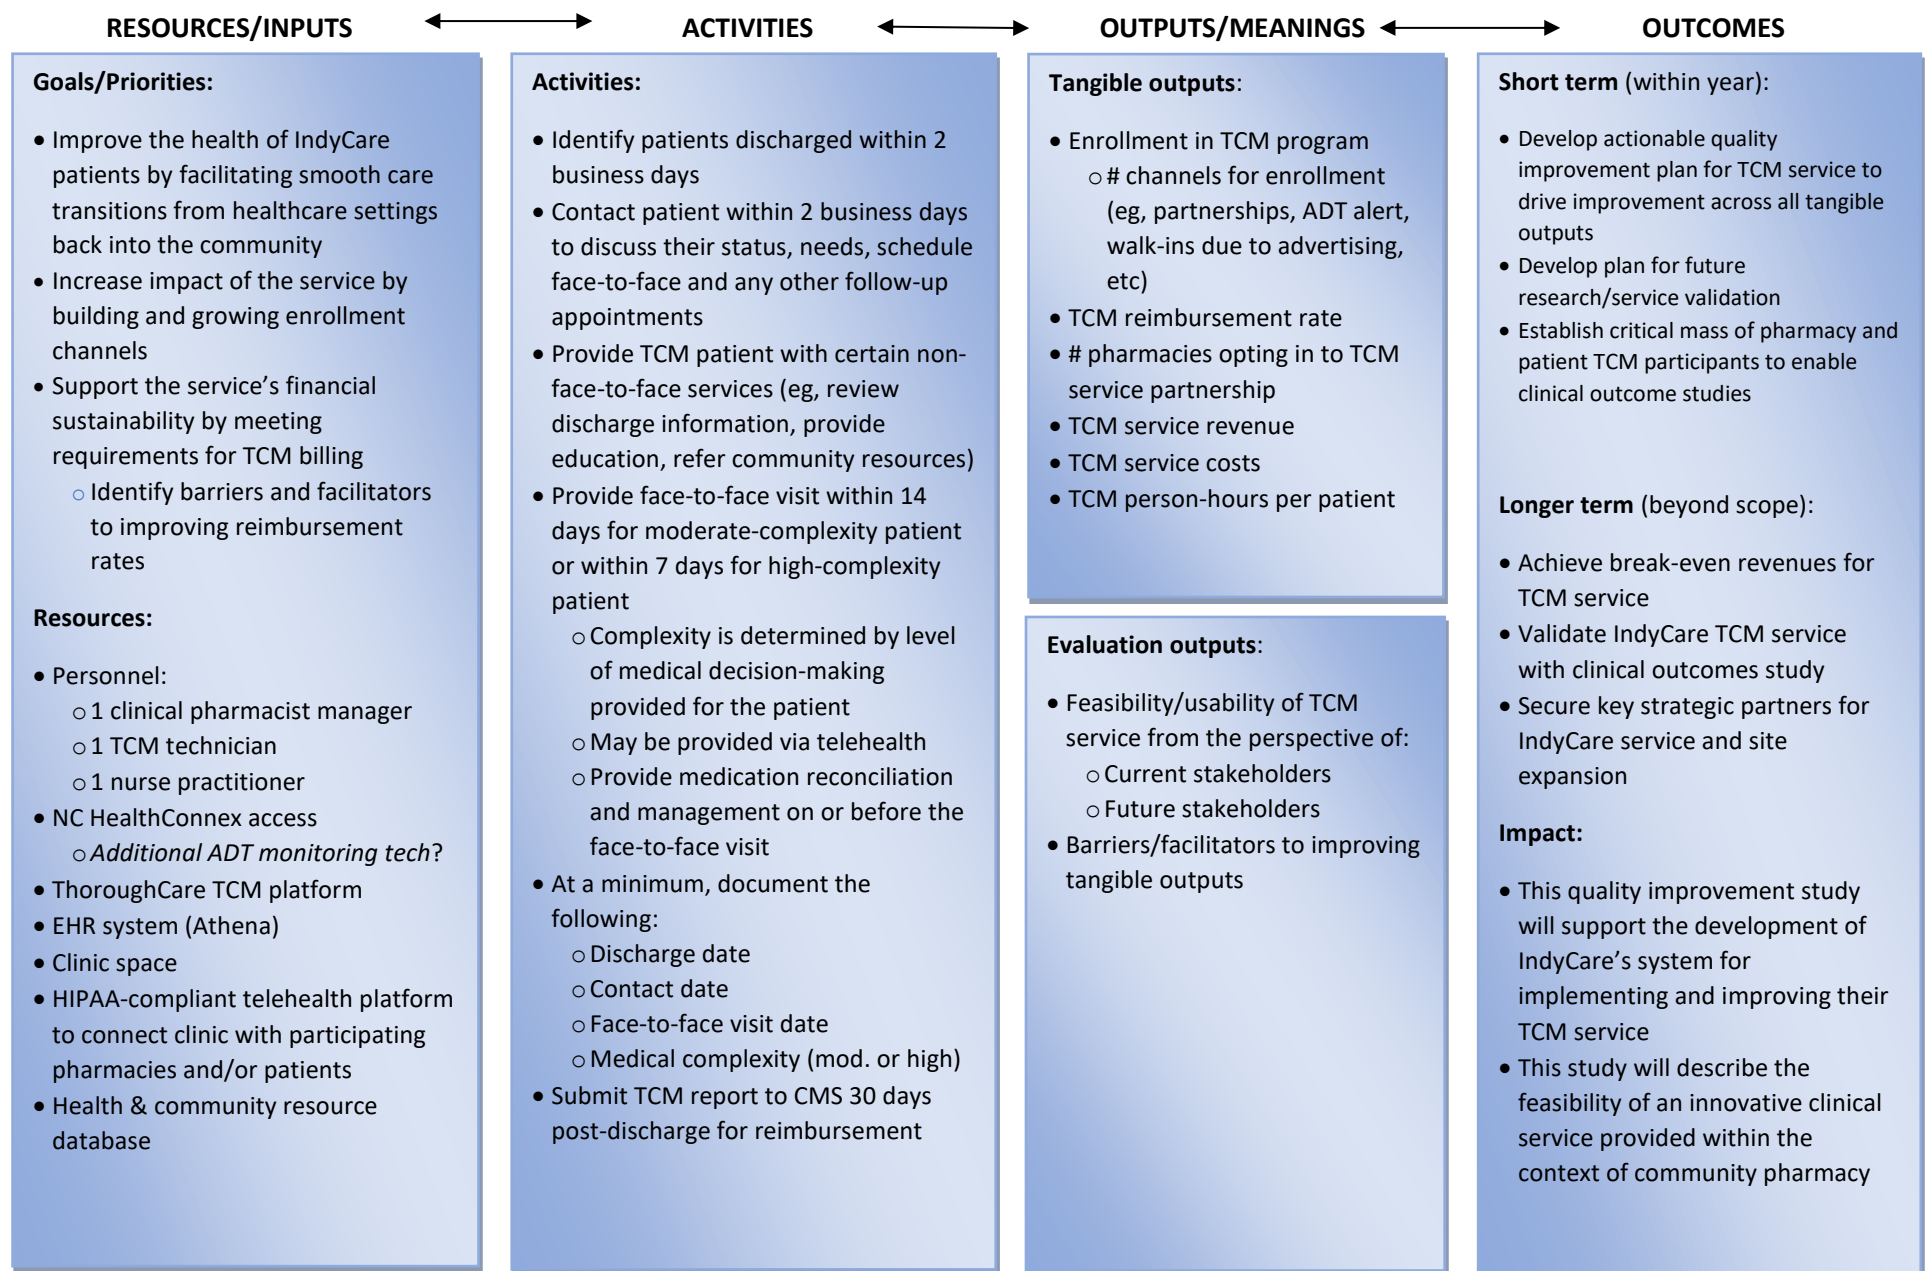 RESOURCES/INPUTS
ACTIVITIES
OUTPUTS/MEANINGS
OUTCOMES
Goals/Priorities:
• Improve the health of IndyCare
patients by facilitating smooth care
transitions from healthcare settings
back into the community
• Increase impact of the service by
building and growing enrollment
channels
• Support the service’s financial
sustainability by meeting
requirements for TCM billing
o Identify barriers and facilitators
to improving reimbursement
rates
Resources:
• Personnel:
o 1 clinical pharmacist manager
o 1 TCM technician
o 1 nurse practitioner
• NC HealthConnex access
o Additional ADT monitoring tech?
• ThoroughCare TCM platform
• EHR system (Athena)
• Clinic space
• HIPAA-compliant telehealth platform
to connect clinic with participating
pharmacies and/or patients
• Health & community resource
database
Activities:
• Identify patients discharged within 2
business days
• Contact patient within 2 business days
to discuss their status, needs, schedule
face-to-face and any other follow-up
appointments
• Provide TCM patient with certain non-
face-to-face services (eg, review
discharge information, provide
education, refer community resources)
• Provide face-to-face visit within 14
days for moderate-complexity patient
or within 7 days for high-complexity
patient
o Complexity is determined by level
of medical decision-making
provided for the patient
o May be provided via telehealth
o Provide medication reconciliation
and management on or before the
face-to-face visit
• At a minimum, document the
following:
o Discharge date
o Contact date
o Face-to-face visit date
o Medical complexity (mod. or high)
• Submit TCM report to CMS 30 days
post-discharge for reimbursement
Tangible outputs:
• Enrollment in TCM program
o # channels for enrollment
(eg, partnerships, ADT alert,
walk-ins due to advertising,
etc)
• TCM reimbursement rate
• # pharmacies opting in to TCM
service partnership
• TCM service revenue
• TCM service costs
• TCM person-hours per patient
Evaluation outputs:
• Feasibility/usability of TCM
service from the perspective of:
o Current stakeholders
o Future stakeholders
• Barriers/facilitators to improving
tangible outputs
Short term (within year):
• Develop actionable quality
improvement plan for TCM service to
drive improvement across all tangible
outputs
• Develop plan for future
research/service validation
• Establish critical mass of pharmacy and
patient TCM participants to enable
clinical outcome studies
Longer term (beyond scope):
• Achieve break-even revenues for
TCM service
• Validate IndyCare TCM service
with clinical outcomes study
• Secure key strategic partners for
IndyCare service and site
expansion
Impact:
• This quality improvement study
will support the development of
IndyCare’s system for
implementing and improving their
TCM service
• This study will describe the
feasibility of an innovative clinical
service provided within the
context of community pharmacy